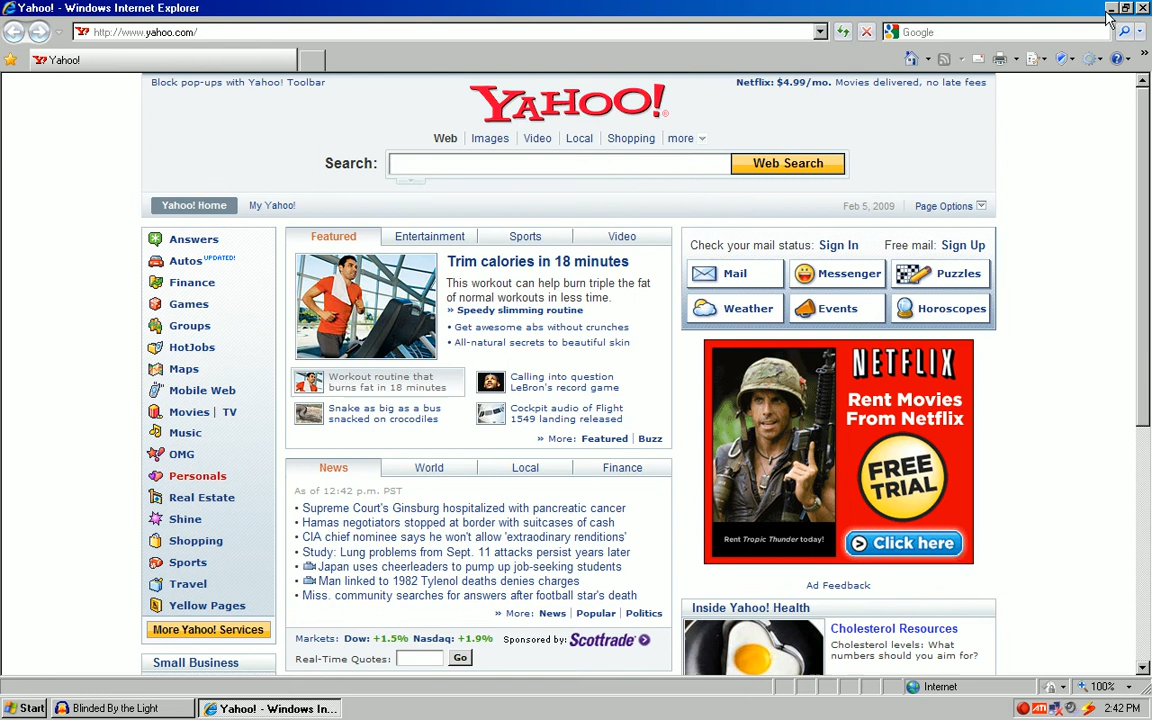 Yahoo! - Windows Internet Explorer
http://www.yahoo.com/
Google
Yahoo!
Block pop-ups with Yahoo! Toolbar
Netflix: $4.99/mo. Movies delivered, no late fees
YAHOO!
Web Images Video Local Shopping more
Search:
Web Search
Yahoo! Home My Yahoo!
Feb 5, 2009 Page Options
Answers
Autos UPDATED!
Finance
Games
Groups
HotJobs
Maps
Mobile Web
Movies | TV
Music
OMG
Personals
Real Estate
Shine
Shopping
Sports
Travel
Yellow Pages
More Yahoo! Services
Small Business
Featured Entertainment Sports Video
Trim calories in 18 minutes
This workout can help burn triple the fat
of normal workouts in less time.
» Speedy slimming routine
• Get awesome abs without crunches
• All-natural secrets to beautiful skin
Workout routine that
burns fat in 18 minutes
Calling into question
LeBron's record game
Snake as big as a bus
snacked on crocodiles
Cockpit audio of Flight
1549 landing released
» More: Featured | Buzz
News World Local Finance
As of 12:42 p.m. PST
• Supreme Court's Ginsburg hospitalized with pancreatic cancer
• Hamas negotiators stopped at border with suitcases of cash
• CIA chief nominee says he won't allow 'extraordinary renditions'
• Study: Lung problems from Sept. 11 attacks persist years later
• Japan uses cheerleaders to pump up job-seeking students
• Man linked to 1982 Tylenol deaths denies charges
• Miss. community searches for answers after football star's death
» More: News | Popular | Politics
Markets: Dow: +1.5% Nasdaq: +1.9% Sponsored by: Scottrade
Real-Time Quotes: Go
Check your mail status: Sign In Free mail: Sign Up
Mail Messenger Puzzles
Weather Events Horoscopes
NETFLIX
Rent Movies
From Netflix
FREE
TRIAL
Rent Tropic Thunder today!
Click here
Ad Feedback
Inside Yahoo! Health
Cholesterol Resources
Cholesterol levels: What
numbers should you aim for?
Internet
100%
Start
Blinded By the Light
Yahoo! - Windows In...
ATI
2:42 PM